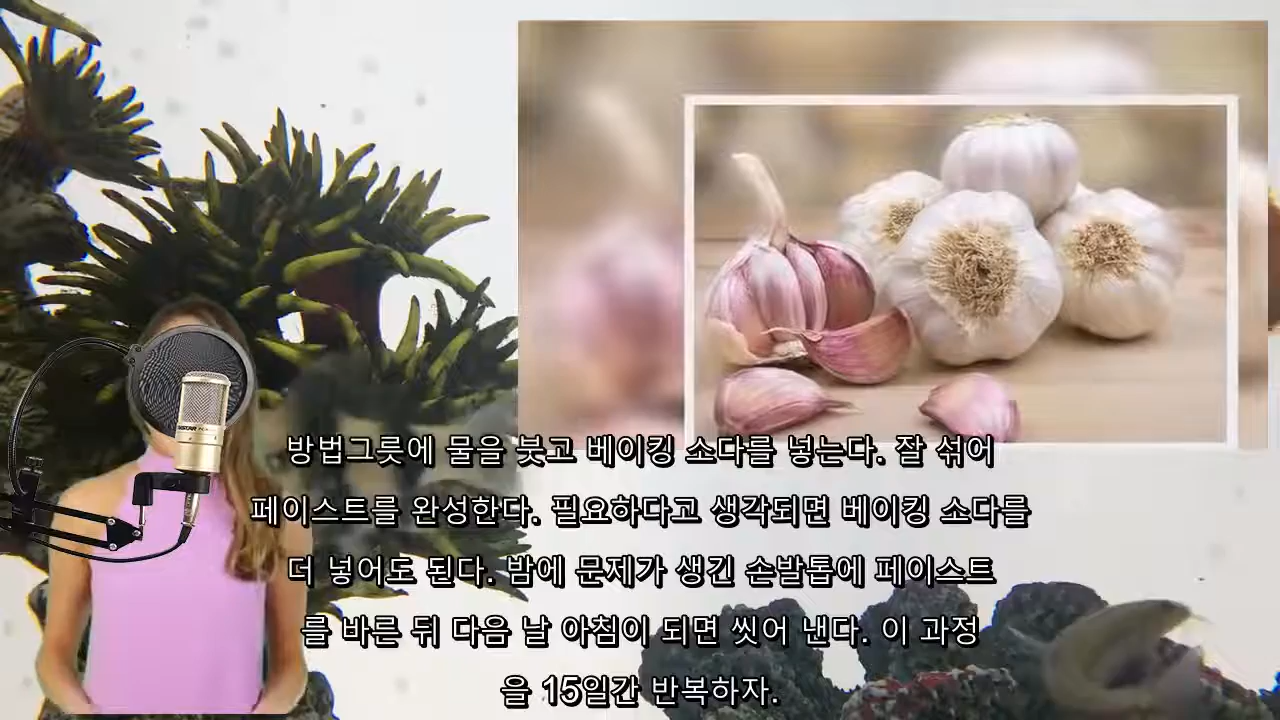 방법그릇에 물을 붓고 베이킹 소다를 넣는다. 잘 섞어
페이스트를 완성한다. 필요하다고 생각되면 베이킹 소다를
더 넣어도 된다. 밤에 문제가 생긴 손발톱에 페이스트
를 바른 뒤 다음 날 아침이 되면 씻어 낸다. 이 과정
을 15일간 반복하자.